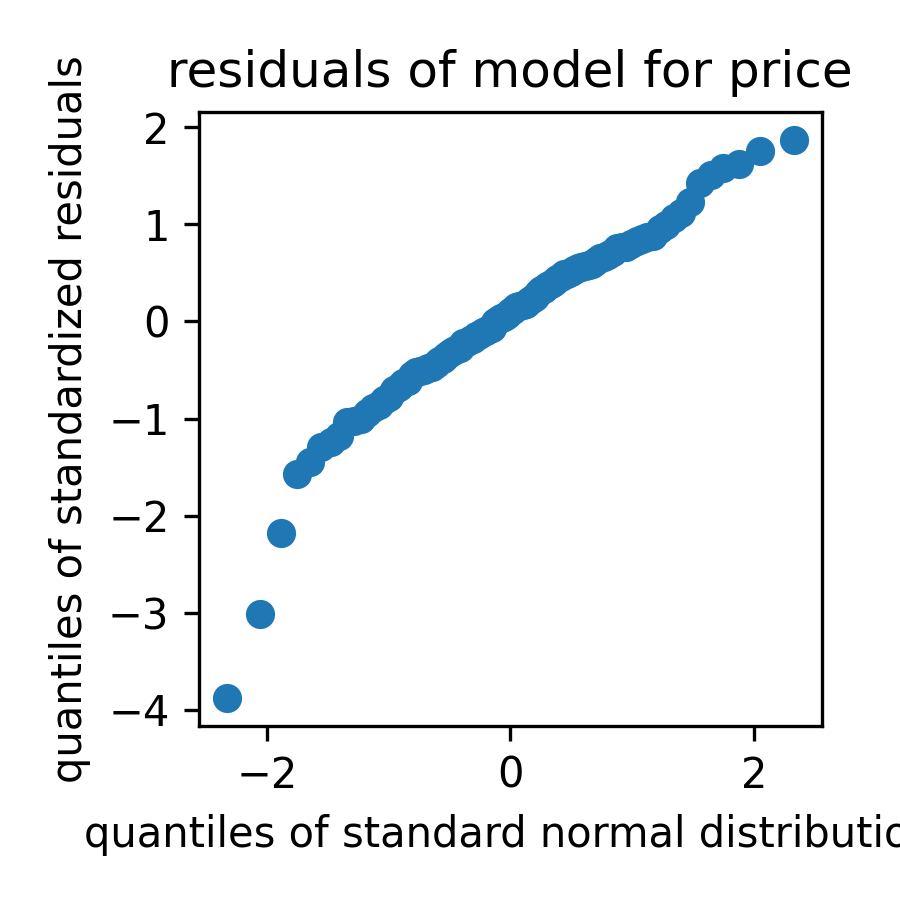 residuals of model for price
quantiles of standardized residuals
2
1
0
−1
−2
−3
−4
−2 0 2
quantiles of standard normal distributio